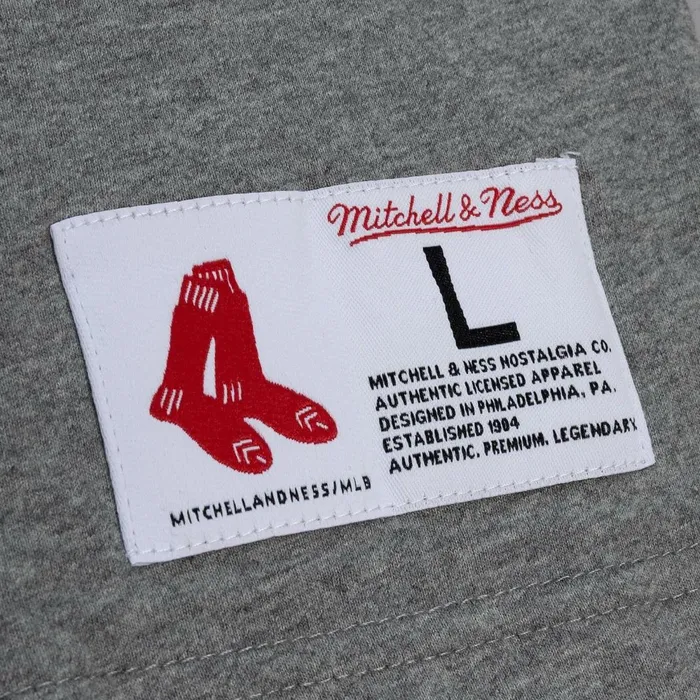 Mitchell & Ness
L
MITCHELL & NESS NOSTALGIA CO.
AUTHENTIC LICENSED APPAREL
DESIGNED IN PHILADELPHIA, PA.
ESTABLISHED 1904
AUTHENTIC. PREMIUM. LEGENDARY.
MITCHELLANDNESS/MLB